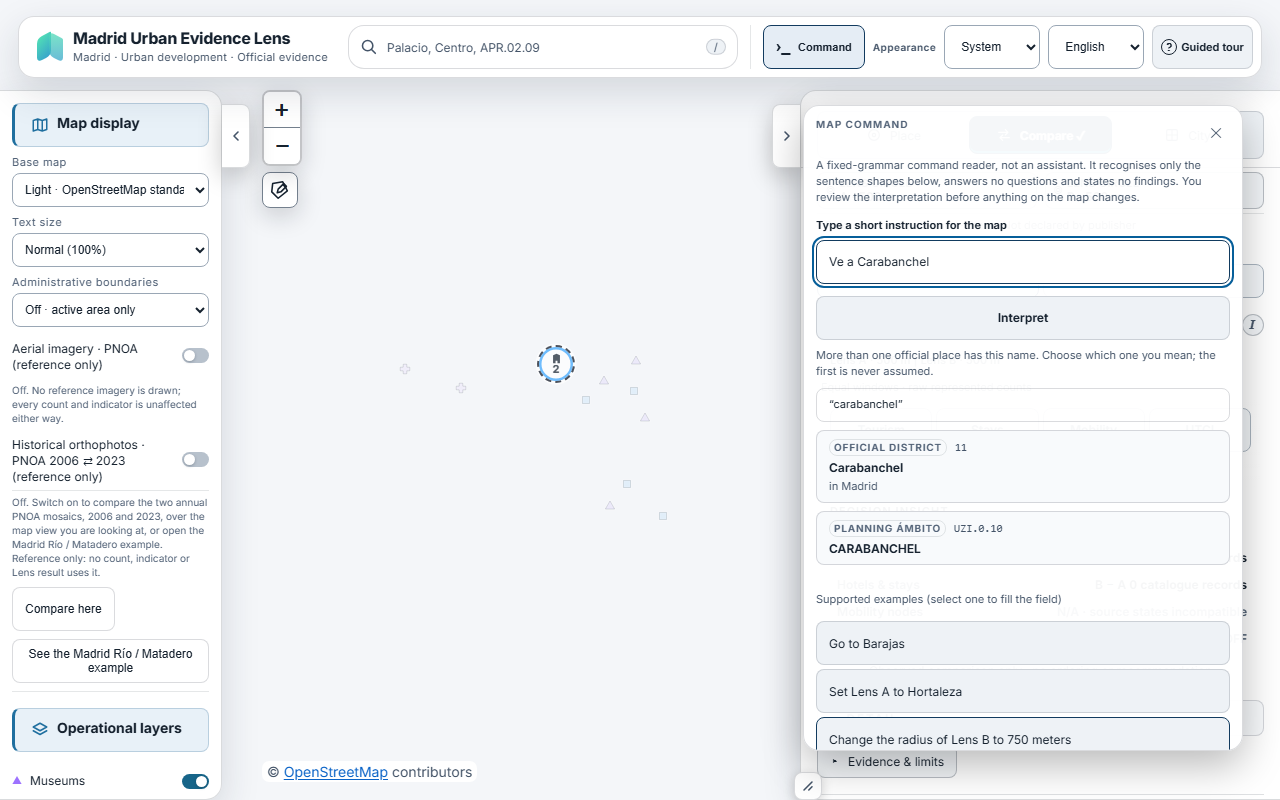 Madrid Urban Evidence Lens
Madrid · Urban development · Official evidence
Palacio, Centro, APR.02.09
/
Command
Appearance
System
English
Guided tour
Map display
Base map
Light · OpenStreetMap standa
Text size
Normal (100%)
Administrative boundaries
Off · active area only
Aerial imagery · PNOA
(reference only)
Off. No reference imagery is drawn;
every count and indicator is unaffected
either way.
Historical orthophotos ·
PNOA 2006 ⇄ 2023
(reference only)
Off. Switch on to compare the two annual
PNOA mosaics, 2006 and 2023, over the
map view you are looking at, or open the
Madrid Río / Matadero example.
Reference only: no count, indicator or
Lens result uses it.
Compare here
See the Madrid Río / Matadero
example
Operational layers
Museums
+
−
2
© OpenStreetMap contributors
MAP COMMAND
Compare ✓
A fixed-grammar command reader, not an assistant. It recognises only the
sentence shapes below, answers no questions and states no findings. You
review the interpretation before anything on the map changes.
Type a short instruction for the map
Ve a Carabanchel
Interpret
More than one official place has this name. Choose which one you mean; the
first is never assumed.
“carabanchel”
OFFICIAL DISTRICT 11
Carabanchel
in Madrid
PLANNING ÁMBITO UZI.0.10
CARABANCHEL
Hotels & stays B − A 0 catalogue records
Supported examples (select one to fill the field)
Mobility nodes N/A · source states incompatible
Go to Barajas
Set Lens A to Hortaleza
Change the radius of Lens B to 750 meters
Evidence & limits